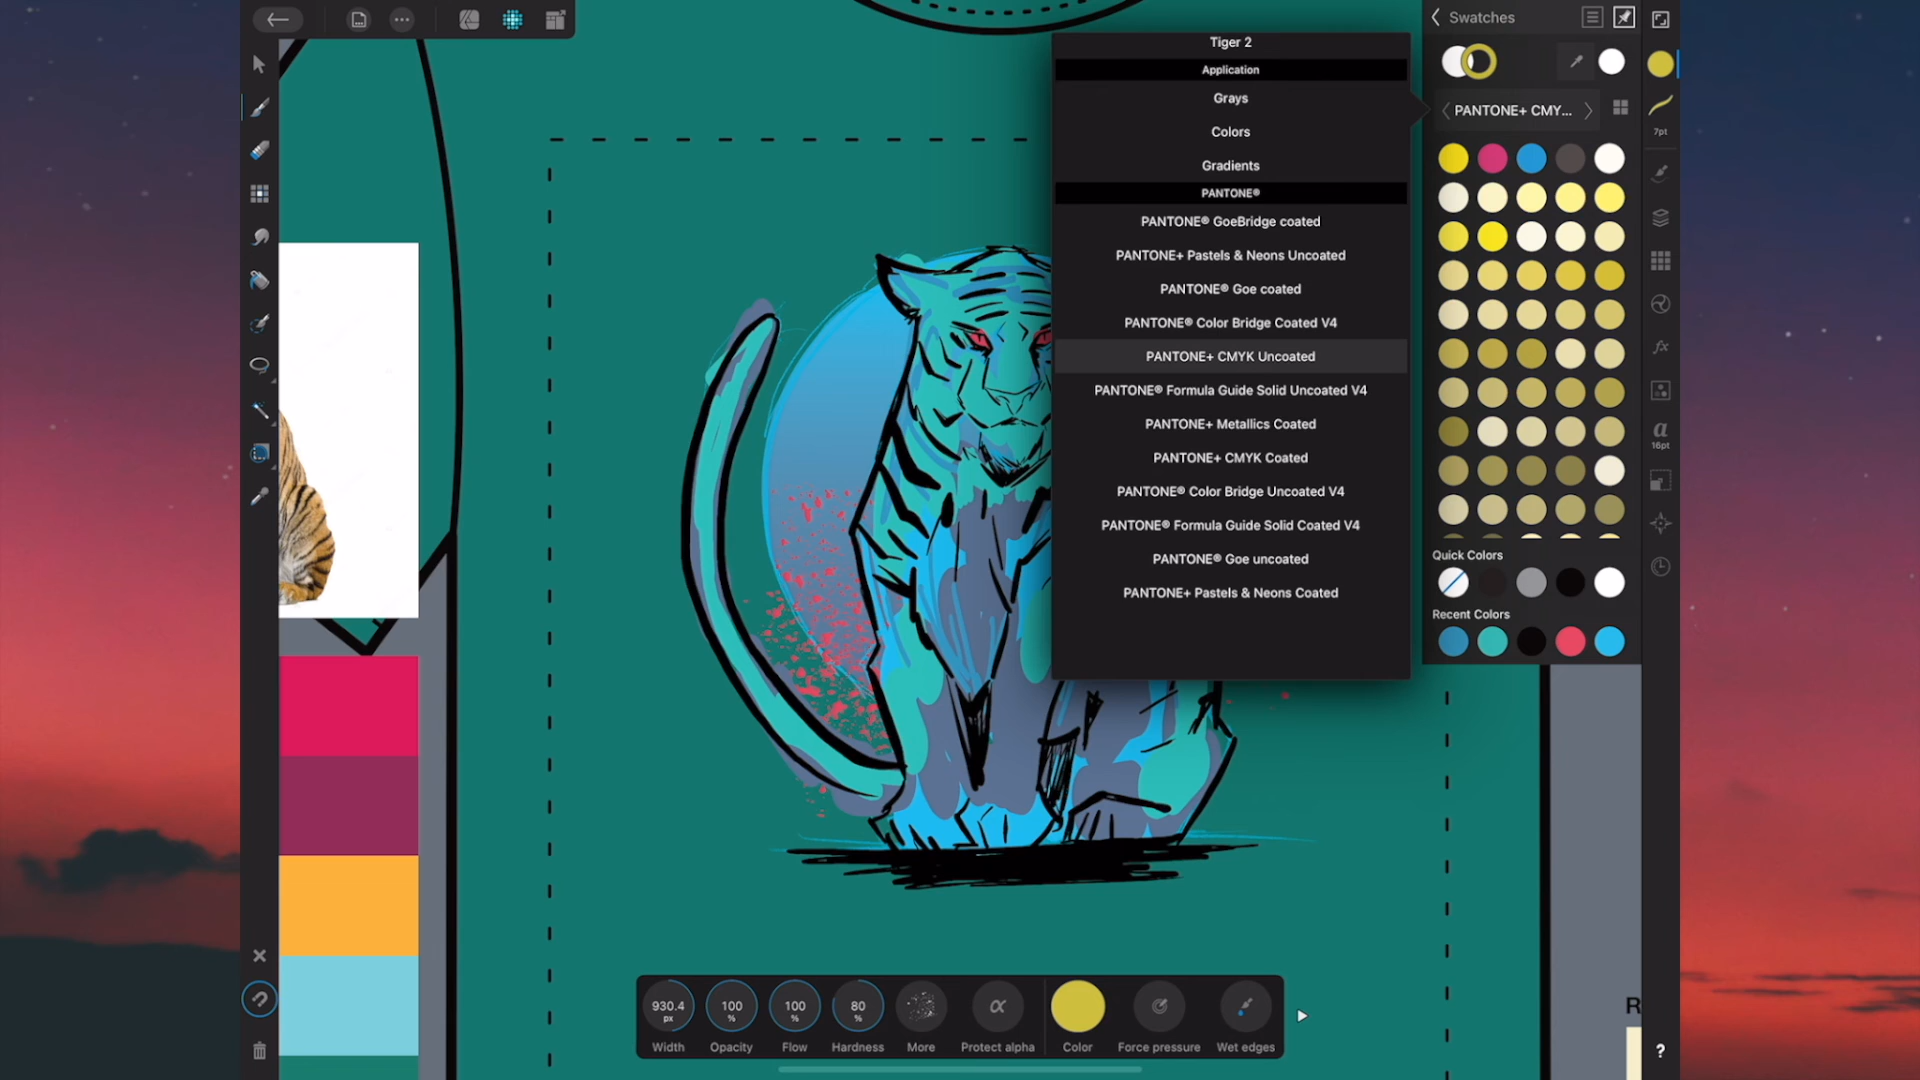 Tiger 2
Application
Grays
Colors
Gradients
PANTONE®
PANTONE® GoeBridge coated
PANTONE+ Pastels & Neons Uncoated
PANTONE® Goe coated
PANTONE® Color Bridge Coated V4
PANTONE+ CMYK Uncoated
PANTONE® Formula Guide Solid Uncoated V4
PANTONE+ Metallics Coated
PANTONE+ CMYK Coated
PANTONE® Color Bridge Uncoated V4
PANTONE® Formula Guide Solid Coated V4
PANTONE® Goe uncoated
PANTONE+ Pastels & Neons Coated
Swatches
PANTONE+ CMY...
Quick Colors
Recent Colors
7pt
fx
a
16pt
R
?
930.4
px
100
%
100
%
80
%
α
Width
Opacity
Flow
Hardness
More
Protect alpha
Color
Force pressure
Wet edges